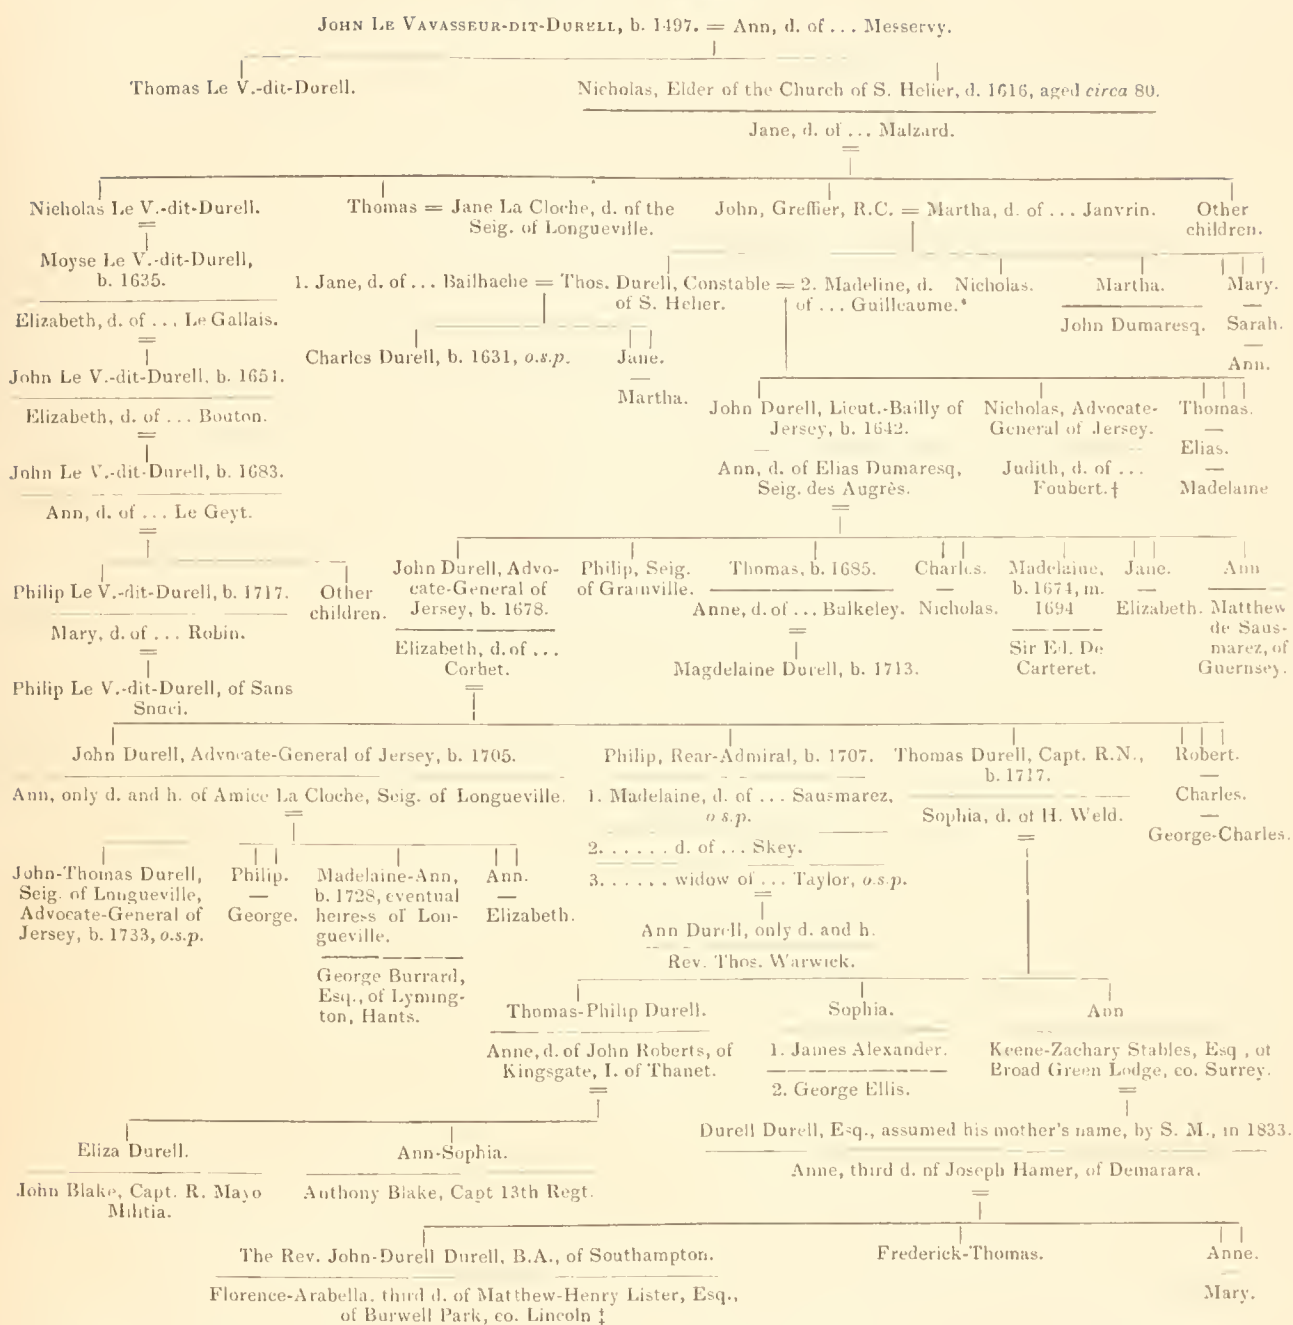 JOHN LE VAVASSEUR-DIT-DURELL, b. 1497. = Ann, d. of ... Messervy.
Thomas Le V.-dit-Durell.
Nicholas, Elder of the Church of S. Helier, d. 1616, aged circa 80.
Jane, d. of ... Malzard.
=
Nicholas Le V.-dit-Durell.
=
Thomas = Jane La Cloche, d. of the
Seig. of Longueville.
John, Greffier, R.C. = Martha, d. of ... Janvrin.
Other
children.
Moyse Le V.-dit-Durell,
b. 1635.
Elizabeth, d. of ... Le Gallais.
=
1. Jane, d. of ... Bailhache = Thos. Durell, Constable = 2. Madeline, d.
of S. Helier.
of ... Guilleaume.*
Nicholas.
Martha.
John Dumaresq.
Mary.
—
Sarah.
—
Ann.
Charles Durell, b. 1631, o.s.p.
Jane.
—
Martha.
John Le V.-dit-Durell, b. 1651.
Elizabeth, d. of ... Bouton.
=
John Durell, Lieut.-Bailly of
Jersey, b. 1642.
Ann, d. of Elias Dumaresq,
Seig. des Augrès.
=
Nicholas, Advocate-
General of Jersey.
Judith, d. of ...
Foubert.†
Thomas.
—
Elias.
—
Madelaine
John Le V.-dit-Durell, b. 1683.
Ann, d. of ... Le Geyt.
=
Philip Le V.-dit-Durell, b. 1717.
Mary, d. of ... Robin.
=
Other
children.
Philip Le V.-dit-Durell, of Sans
Souci.
John Durell, Advo-
cate-General of
Jersey, b. 1678.
Elizabeth, d. of ...
Corbet.
=
Philip, Seig.
of Grainville.
Thomas, b. 1685.
Anne, d. of ... Bulkeley.
=
Magdelaine Durell, b. 1713.
Charles.
—
Nicholas.
Madelaine,
b. 1674, m.
1694
Sir Ed. De
Carteret.
Jane.
—
Elizabeth.
Ann
Matthew
de Saus-
marez, of
Guernsey.
John Durell, Advocate-General of Jersey, b. 1705.
Ann, only d. and h. of Amice La Cloche, Seig. of Longueville.
=
Philip, Rear-Admiral, b. 1707.
1. Madelaine, d. of ... Sausmarez,
o s.p.
2. ...... d. of ... Skey.
3. ...... widow of ... Taylor, o.s.p.
=
Ann Durell, only d. and h.
Rev. Thos. Warwick.
Thomas Durell, Capt. R.N.,
b. 1717.
Sophia, d. of H. Weld.
=
Robert.
—
Charles.
—
George-Charles.
John-Thomas Durell,
Seig. of Longueville,
Advocate-General of
Jersey, b. 1733, o.s.p.
Philip.
—
George.
Madelaine-Ann,
b. 1728, eventual
heiress of Lon-
gueville.
George Burrard,
Esq., of Lyming-
ton, Hants.
Ann.
—
Elizabeth.
Thomas-Philip Durell.
Anne, d. of John Roberts, of
Kingsgate, I. of Thanet.
=
Sophia.
1. James Alexander.
2. George Ellis.
Ann
Keene-Zachary Stables, Esq , of
Broad Green Lodge, co. Surrey.
=
Eliza Durell.
John Blake, Capt. R. Mayo
Militia.
Ann-Sophia.
Anthony Blake, Capt 13th Regt.
Durell Durell, Esq., assumed his mother's name, by S. M., in 1833.
Anne, third d. of Joseph Hamer, of Demarara.
=
The Rev. John-Durell Durell, B.A., of Southampton.
Florence-Arabella, third d. of Matthew-Henry Lister, Esq.,
of Burwell Park, co. Lincoln ‡
Frederick-Thomas.
Anne.
—
Mary.